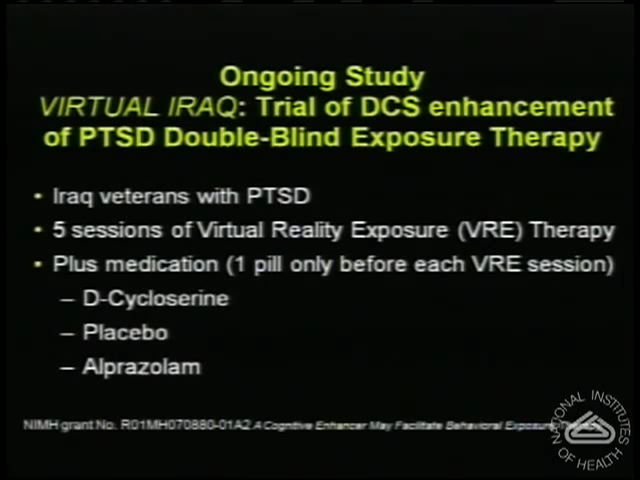 Ongoing Study
VIRTUAL IRAQ: Trial of DCS enhancement
of PTSD Double-Blind Exposure Therapy
• Iraq veterans with PTSD
• 5 sessions of Virtual Reality Exposure (VRE) Therapy
• Plus medication (1 pill only before each VRE session)
– D-Cycloserine
– Placebo
– Alprazolam
NIMH grant No. R01MH070880-01A2 A Cognitive Enhancer May Facilitate Behavioral Exposure
NATIONAL INSTITUTES OF HEALTH